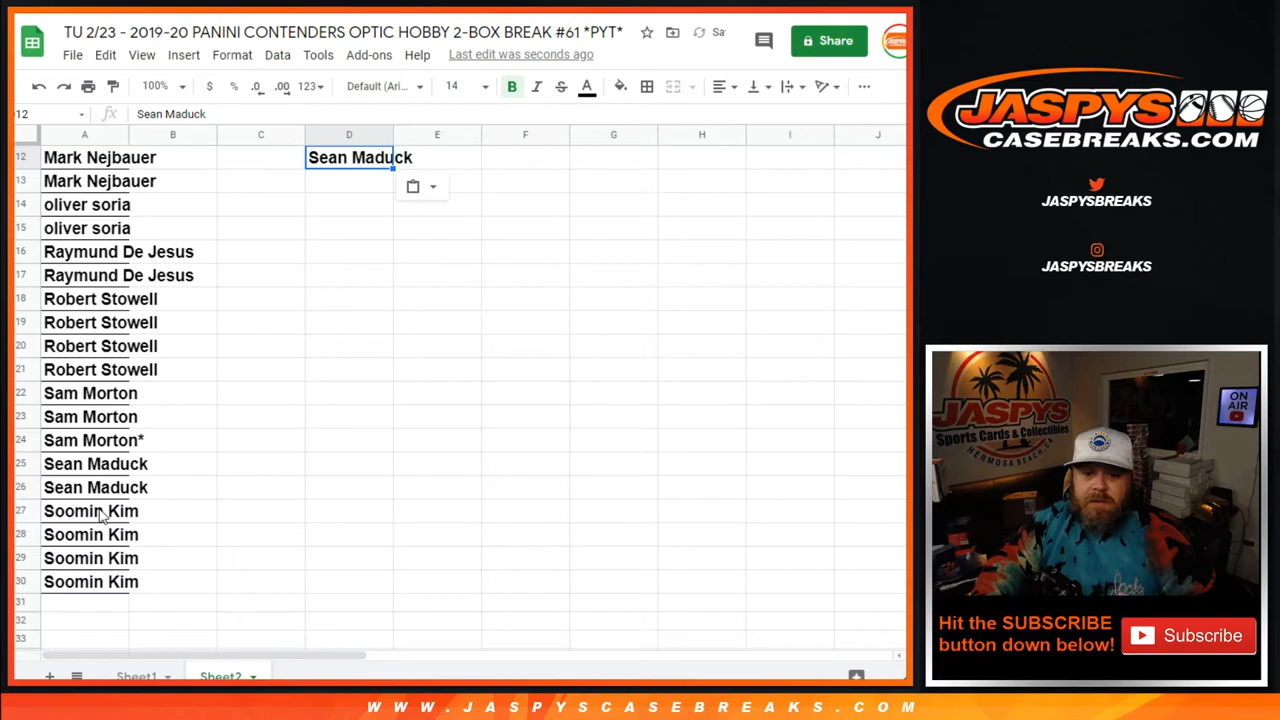 TU 2/23 - 2019-20 PANINI CONTENDERS OPTIC HOBBY 2-BOX BREAK #61 *PYT*
File Edit View Insert Format Data Tools Add-ons Help Last edit was seconds ago
Share
100% $ % .0 .00 123 Default (Ari... 14 B I S A
12 fx Sean Maduck
A B C D E F G H I J
12 Mark Nejbauer Sean Maduck
13 Mark Nejbauer
14 oliver soria
15 oliver soria
16 Raymund De Jesus
17 Raymund De Jesus
18 Robert Stowell
19 Robert Stowell
20 Robert Stowell
21 Robert Stowell
22 Sam Morton
23 Sam Morton
24 Sam Morton*
25 Sean Maduck
26 Sean Maduck
27 Soomin Kim
28 Soomin Kim
29 Soomin Kim
30 Soomin Kim
31
32
33
Sheet1 Sheet2
JASPYS
CASEBREAKS.COM
JASPYSBREAKS
JASPYSBREAKS
JASPYS
Sports Cards & Collectibles
HERMOSA BEACH, CA
ON
AIR
Hit the SUBSCRIBE
button down below!
Subscribe
WWW.JASPYSCASEBREAKS.COM